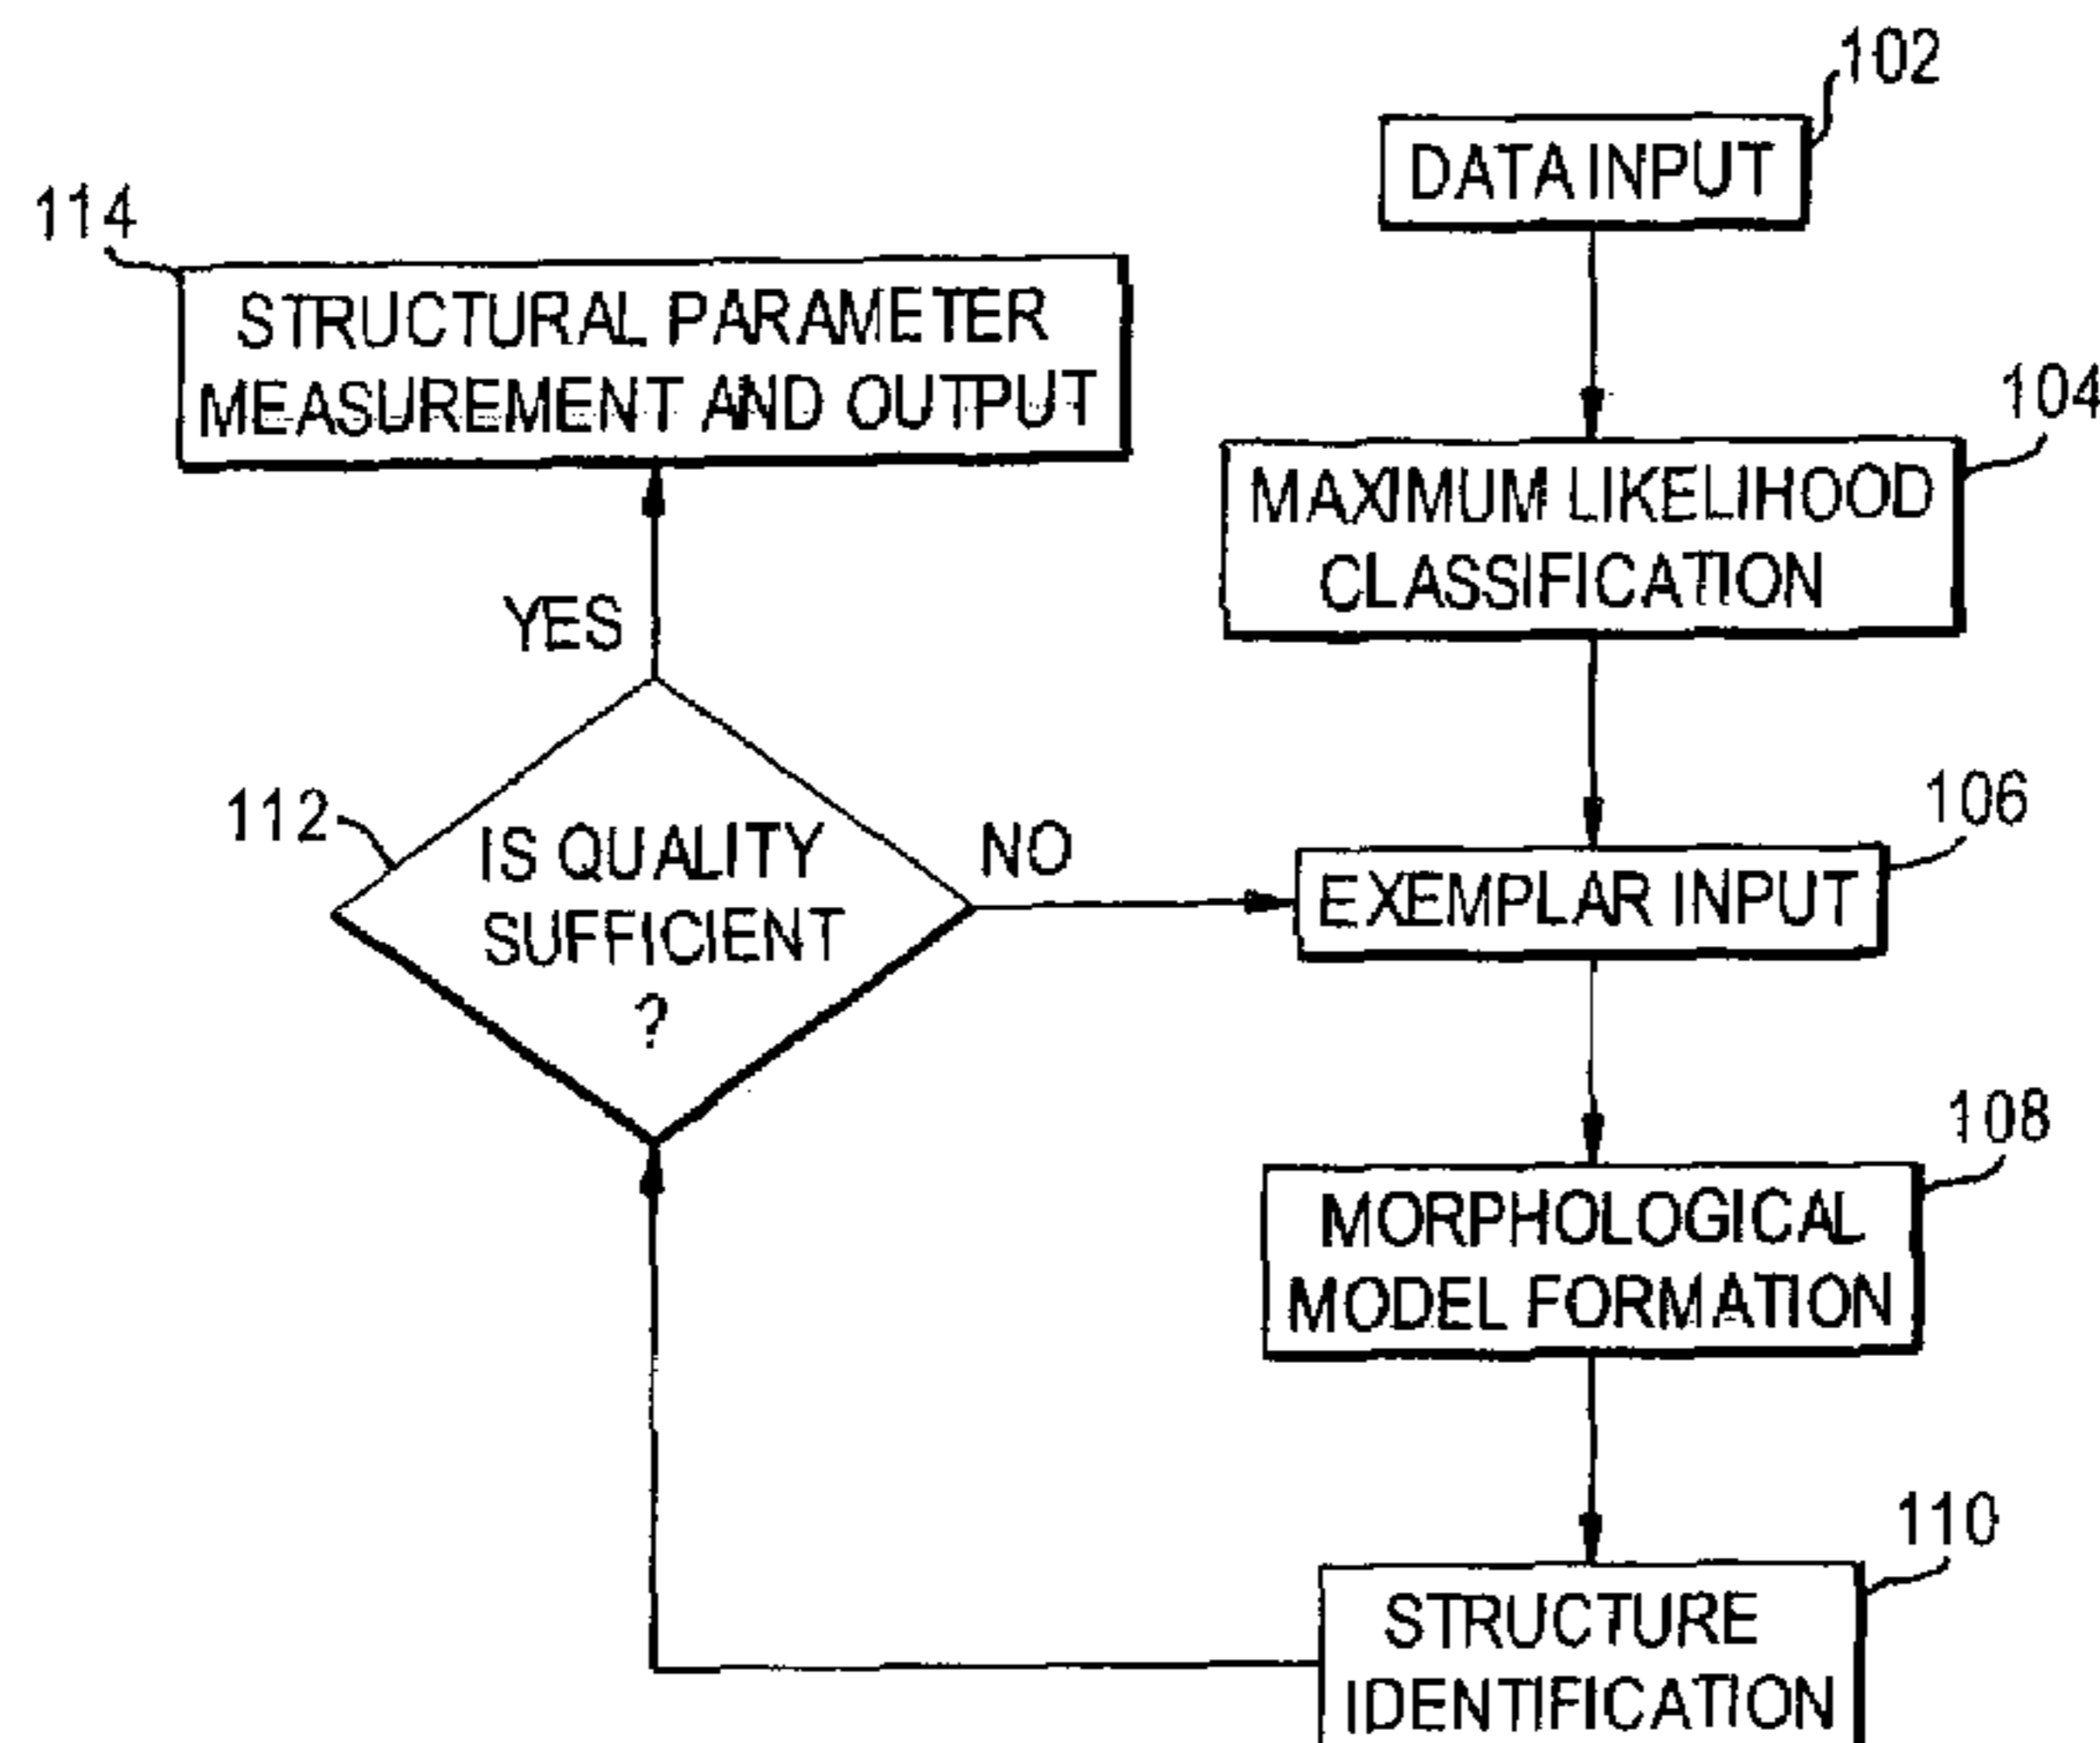 102
DATA INPUT
114
STRUCTURAL PARAMETER
MEASUREMENT AND OUTPUT
104
MAXIMUM LIKELIHOOD
CLASSIFICATION
YES
112
IS QUALITY
SUFFICIENT
?
NO
106
EXEMPLAR INPUT
108
MORPHOLOGICAL
MODEL FORMATION
110
STRUCTURE
IDENTIFICATION